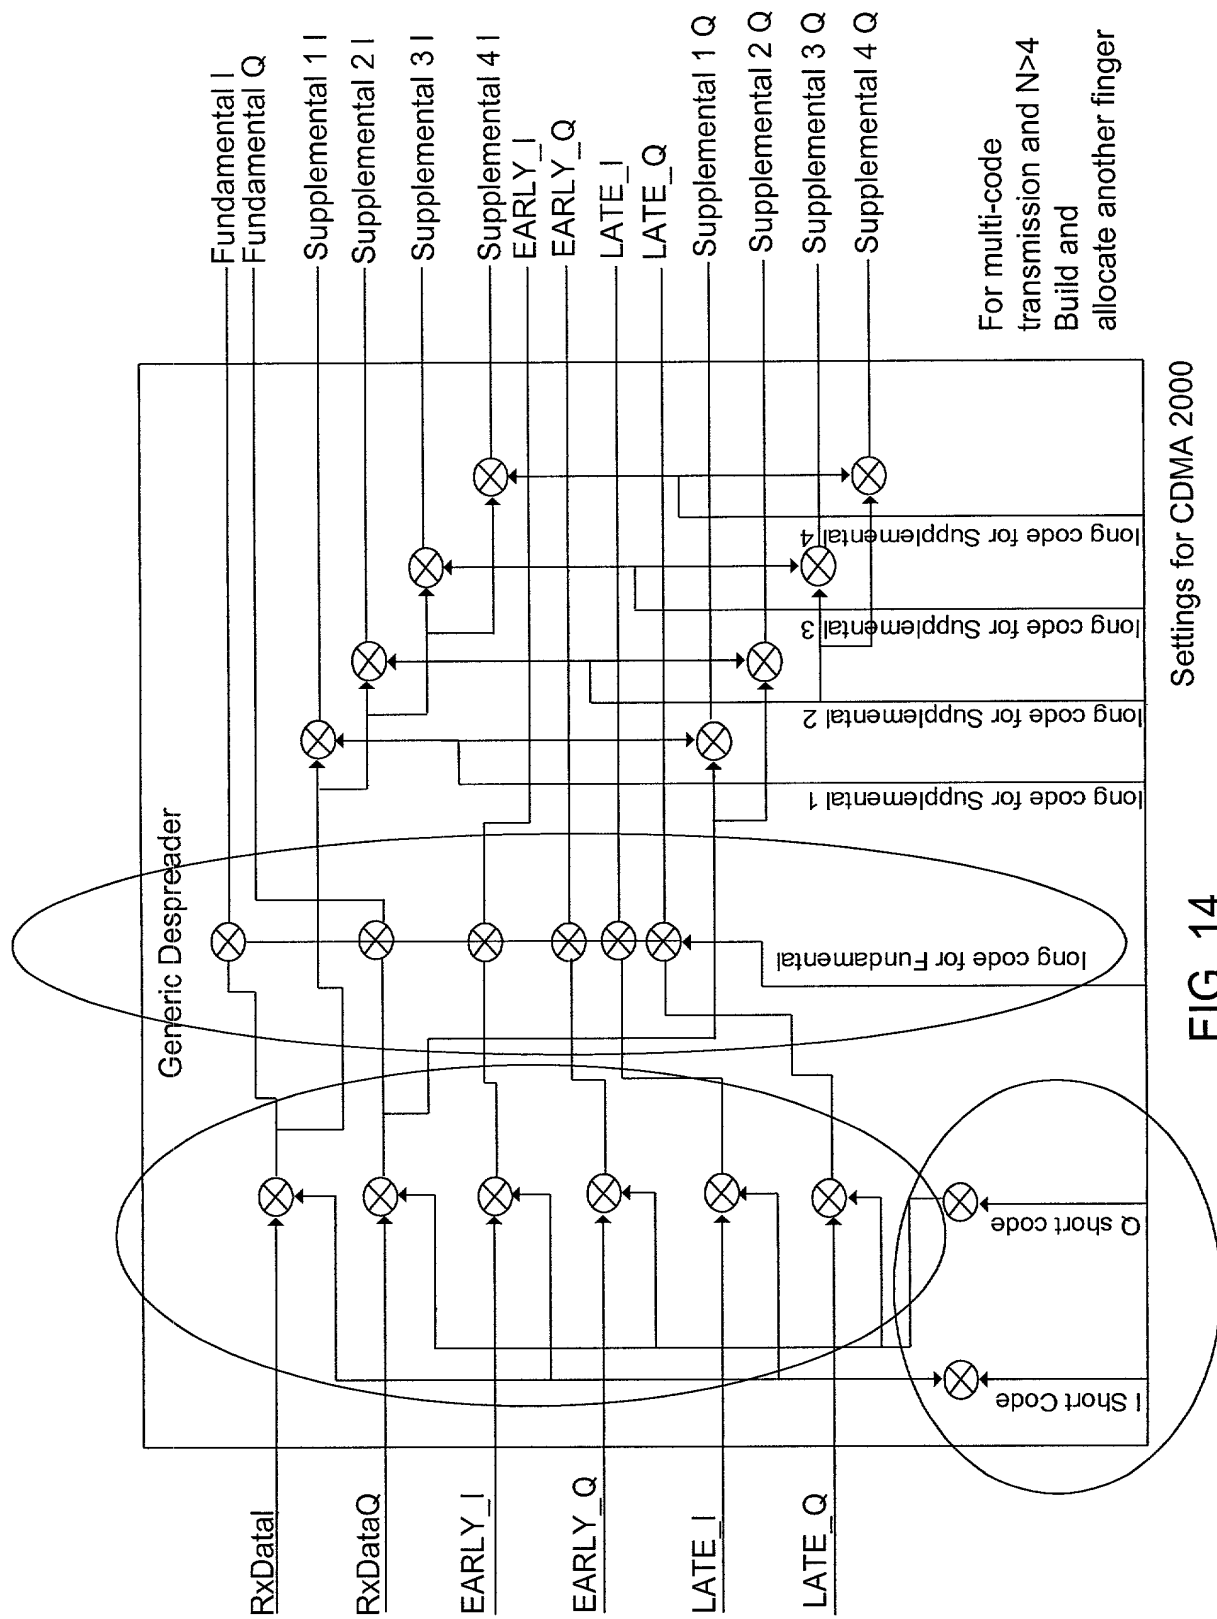 Generic Despreader
RxDataI
RxDataQ
EARLY_I
EARLY_Q
LATE_I
LATE_Q
I Short Code
Q short code
long code for Fundamental
long code for Supplemental
1
long code for Supplemental 2
long code for Supplemental 3
long code for Supplemental
4
Fundamental I
Fundamental Q
Supplemental 1 I
Supplemental 2 I
Supplemental 3 I
Supplemental 4 I
EARLY_I
EARLY_Q
LATE_I
LATE_Q
Supplemental 1 Q
Supplemental 2 Q
Supplemental 3 Q
Supplemental 4 Q
For multi-code
transmission and N>4
Build and
allocate another finger
Settings for CDMA 2000
FIG. 14